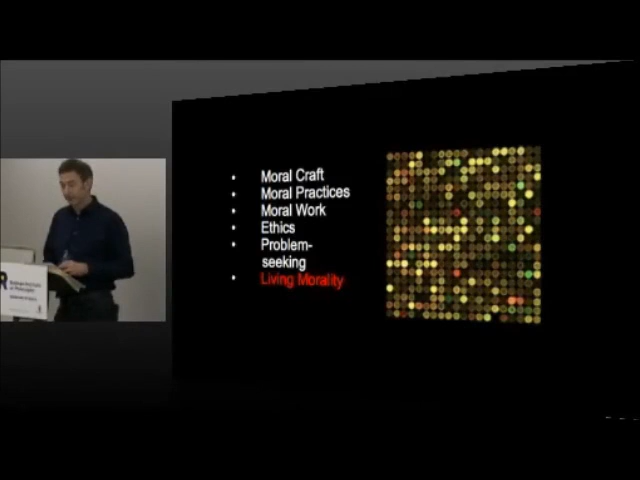 • Moral Craft
• Moral Practices
• Moral Work
• Ethics
• Problem-
seeking
• Living Morality